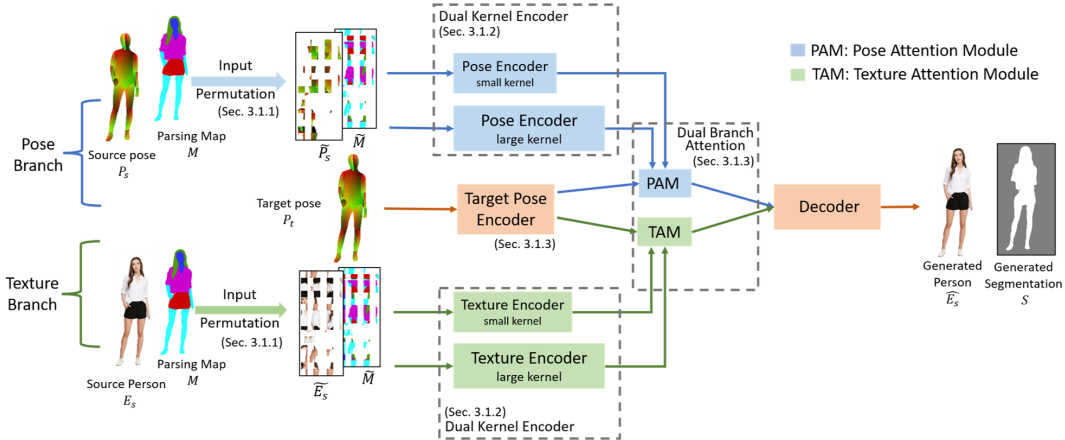 Dual Kernel Encoder
(Sec. 3.1.2)
PAM: Pose Attention Module
TAM: Texture Attention Module
Input
Permutation
(Sec. 3.1.1)
Pose Encoder
small kernel
Pose Encoder
large kernel
Pose
Branch
Source pose
P_s
Parsing Map
M
P̃_s
M̃
Dual Branch
Attention
(Sec. 3.1.3)
Target pose
P_t
Target Pose
Encoder
(Sec. 3.1.3)
PAM
TAM
Decoder
Generated
Person
Ê_s
Generated
Segmentation
S
Texture
Branch
Input
Permutation
(Sec. 3.1.1)
Source Person
E_s
Parsing Map
M
Ẽ_s
M̃
Texture Encoder
small kernel
Texture Encoder
large kernel
(Sec. 3.1.2)
Dual Kernel Encoder